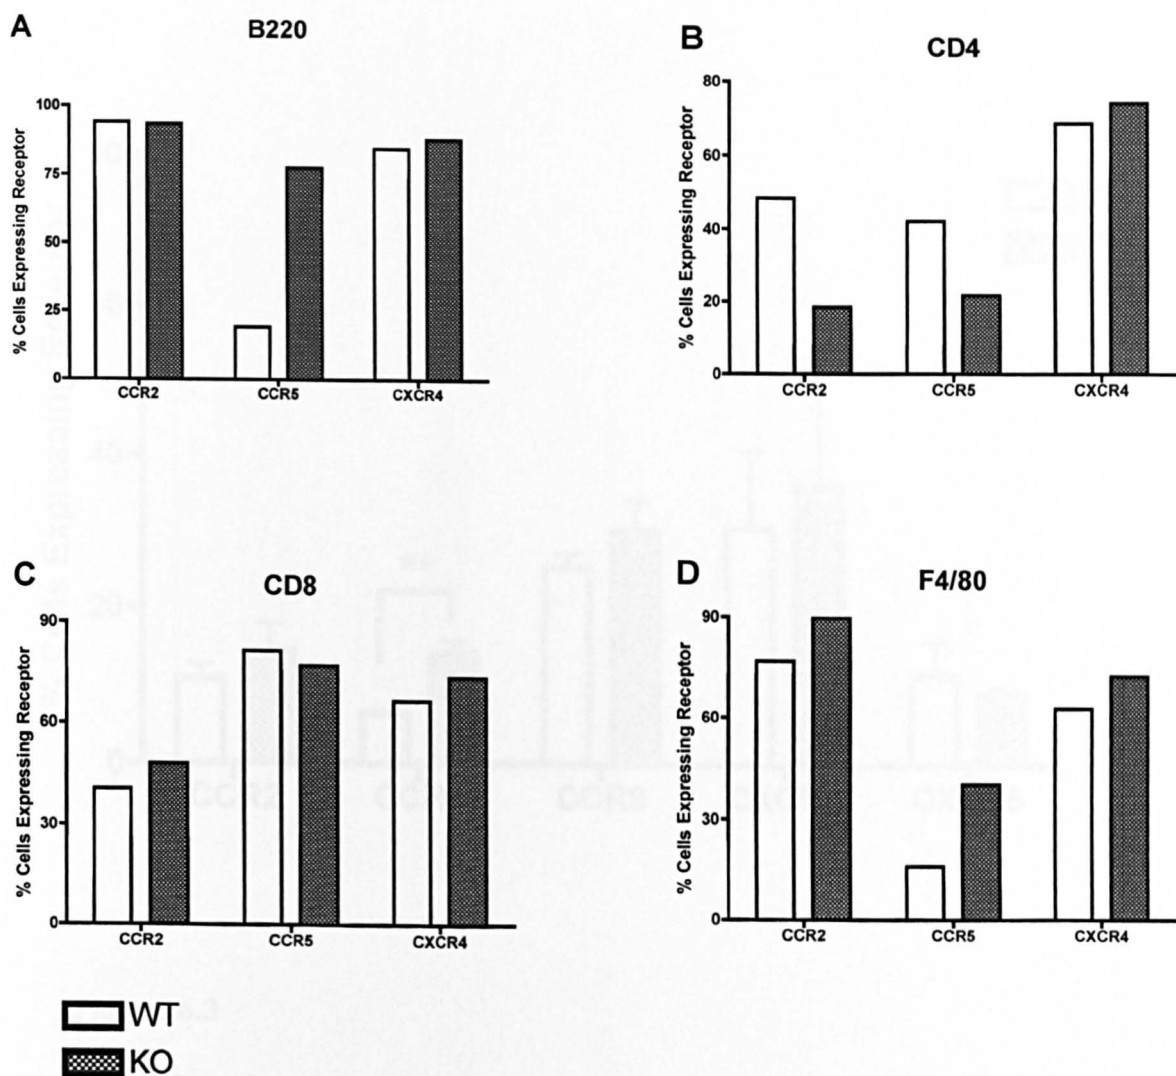 A
B220
% Cells Expressing Receptor
100
75
50
25
0
CCR2
CCR5
CXCR4
B
CD4
% Cells Expressing Receptor
80
60
40
20
0
CCR2
CCR5
CXCR4
C
CD8
% Cells Expressing Receptor
90
60
30
0
CCR2
CCR5
CXCR4
D
F4/80
% Cells Expressing Receptor
90
60
30
0
CCR2
CCR5
CXCR4
WT
KO